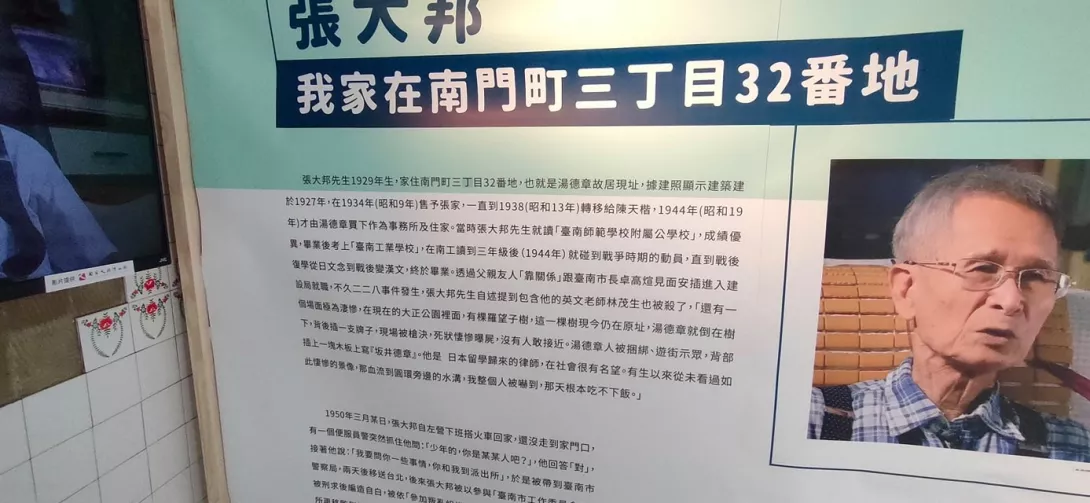 張大邦
我家在南門町三丁目32番地
張大邦先生1929年生，家住南門町三丁目32番地，也就是湯德章故居現址，據建照顯示建築建
於1927年，在1934年(昭和9年)售予張家，一直到1938(昭和13年)轉移給陳天楷，1944年(昭和19
年)才由湯德章買下作為事務所及住家。當時張大邦先生就讀「臺南師範學校附屬公學校」，成績優
異，畢業後考上「臺南工業學校」，在南工讀到三年級後（1944年）就碰到戰爭時期的動員，直到戰後
復學從日文念到戰後變漢文，終於畢業。透過父親友人「靠關係」跟臺南市長卓高煊見面安插進入建
設局就職，不久二二八事件發生，張大邦先生自述提到包含他的英文老師林茂生也被殺了，「還有一
個場面極為淒慘，在現在的大正公園裡面，有棵羅望子樹，這一棵樹現今仍在原址，湯德章就倒在樹
下，背後插一支牌子，現場被槍決，死狀悽慘曝屍，沒有人敢接近。湯德章人被捆綁、遊街示眾，背部
插上一塊木板上寫『坂井德章』。他是 日本留學歸來的律師，在社會很有名望。有生以來從未看過如
此悽慘的景像，那血流到圓環旁邊的水溝，我整個人被嚇到，那天根本吃不下飯。」
1950年三月某日，張大邦自左營下班搭火車回家，還沒走到家門口，
有一個便服員警突然抓住他問：「少年的，你是某某人吧？」，他回答「對」，
接著他說：「我要問你一些事情，你和我到派出所」，於是被帶到臺南市
警察局，兩天後移送台北，後來張大邦被以參與「臺南市工作委員會
被刑求後編造自白，被依「參加叛亂組